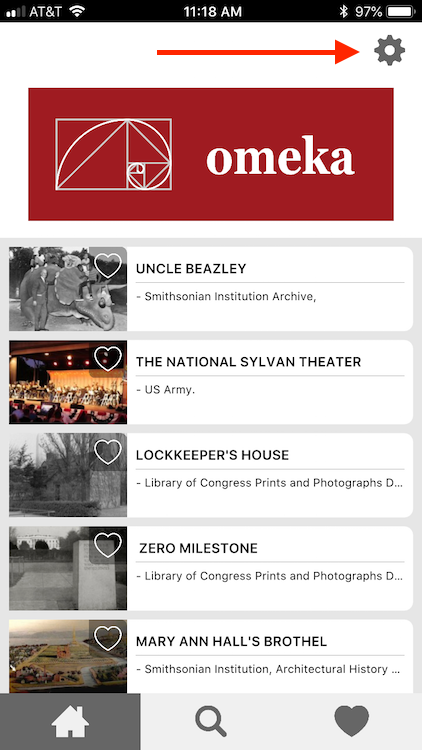 AT&T 11:18 AM 97%
omeka
UNCLE BEAZLEY
- Smithsonian Institution Archive,
THE NATIONAL SYLVAN THEATER
- US Army.
LOCKKEEPER'S HOUSE
- Library of Congress Prints and Photographs D...
ZERO MILESTONE
- Library of Congress Prints and Photographs D...
MARY ANN HALL'S BROTHEL
- Smithsonian Institution, Architectural History ...